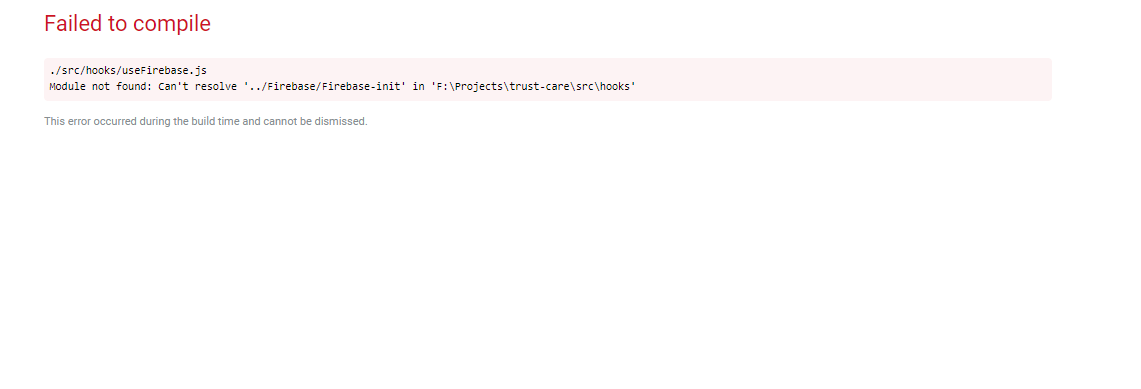 Failed to compile
./src/hooks/useFirebase.js
Module not found: Can't resolve '../Firebase/Firebase-init' in 'F:\Projects\trust-care\src\hooks'
This error occurred during the build time and cannot be dismissed.